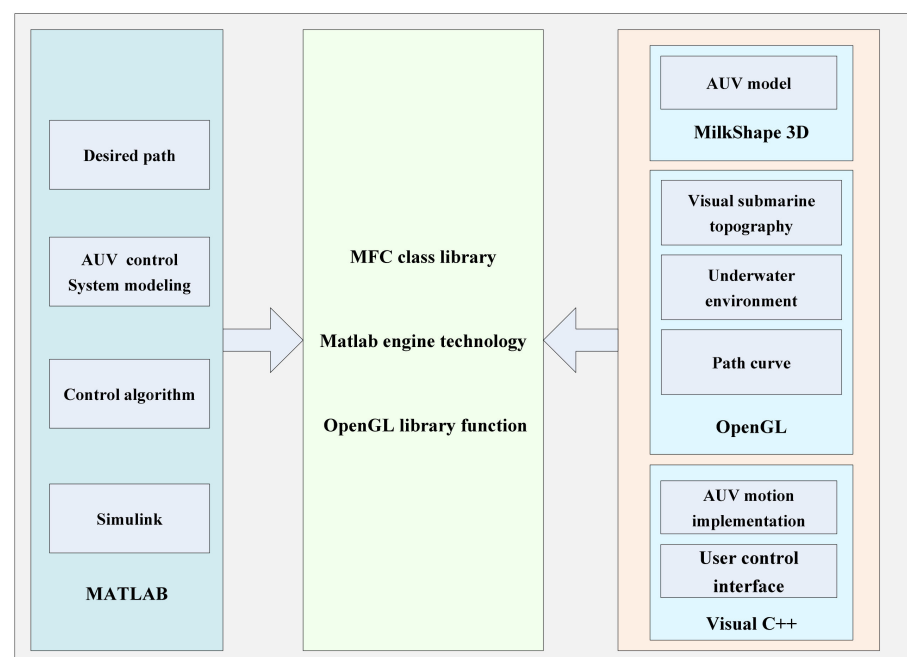 Desired path
AUV control
System modeling
Control algorithm
Simulink
MATLAB
MFC class library
Matlab engine technology
OpenGL library function
AUV model
MilkShape 3D
Visual submarine
topography
Underwater
environment
Path curve
OpenGL
AUV motion
implementation
User control
interface
Visual C++